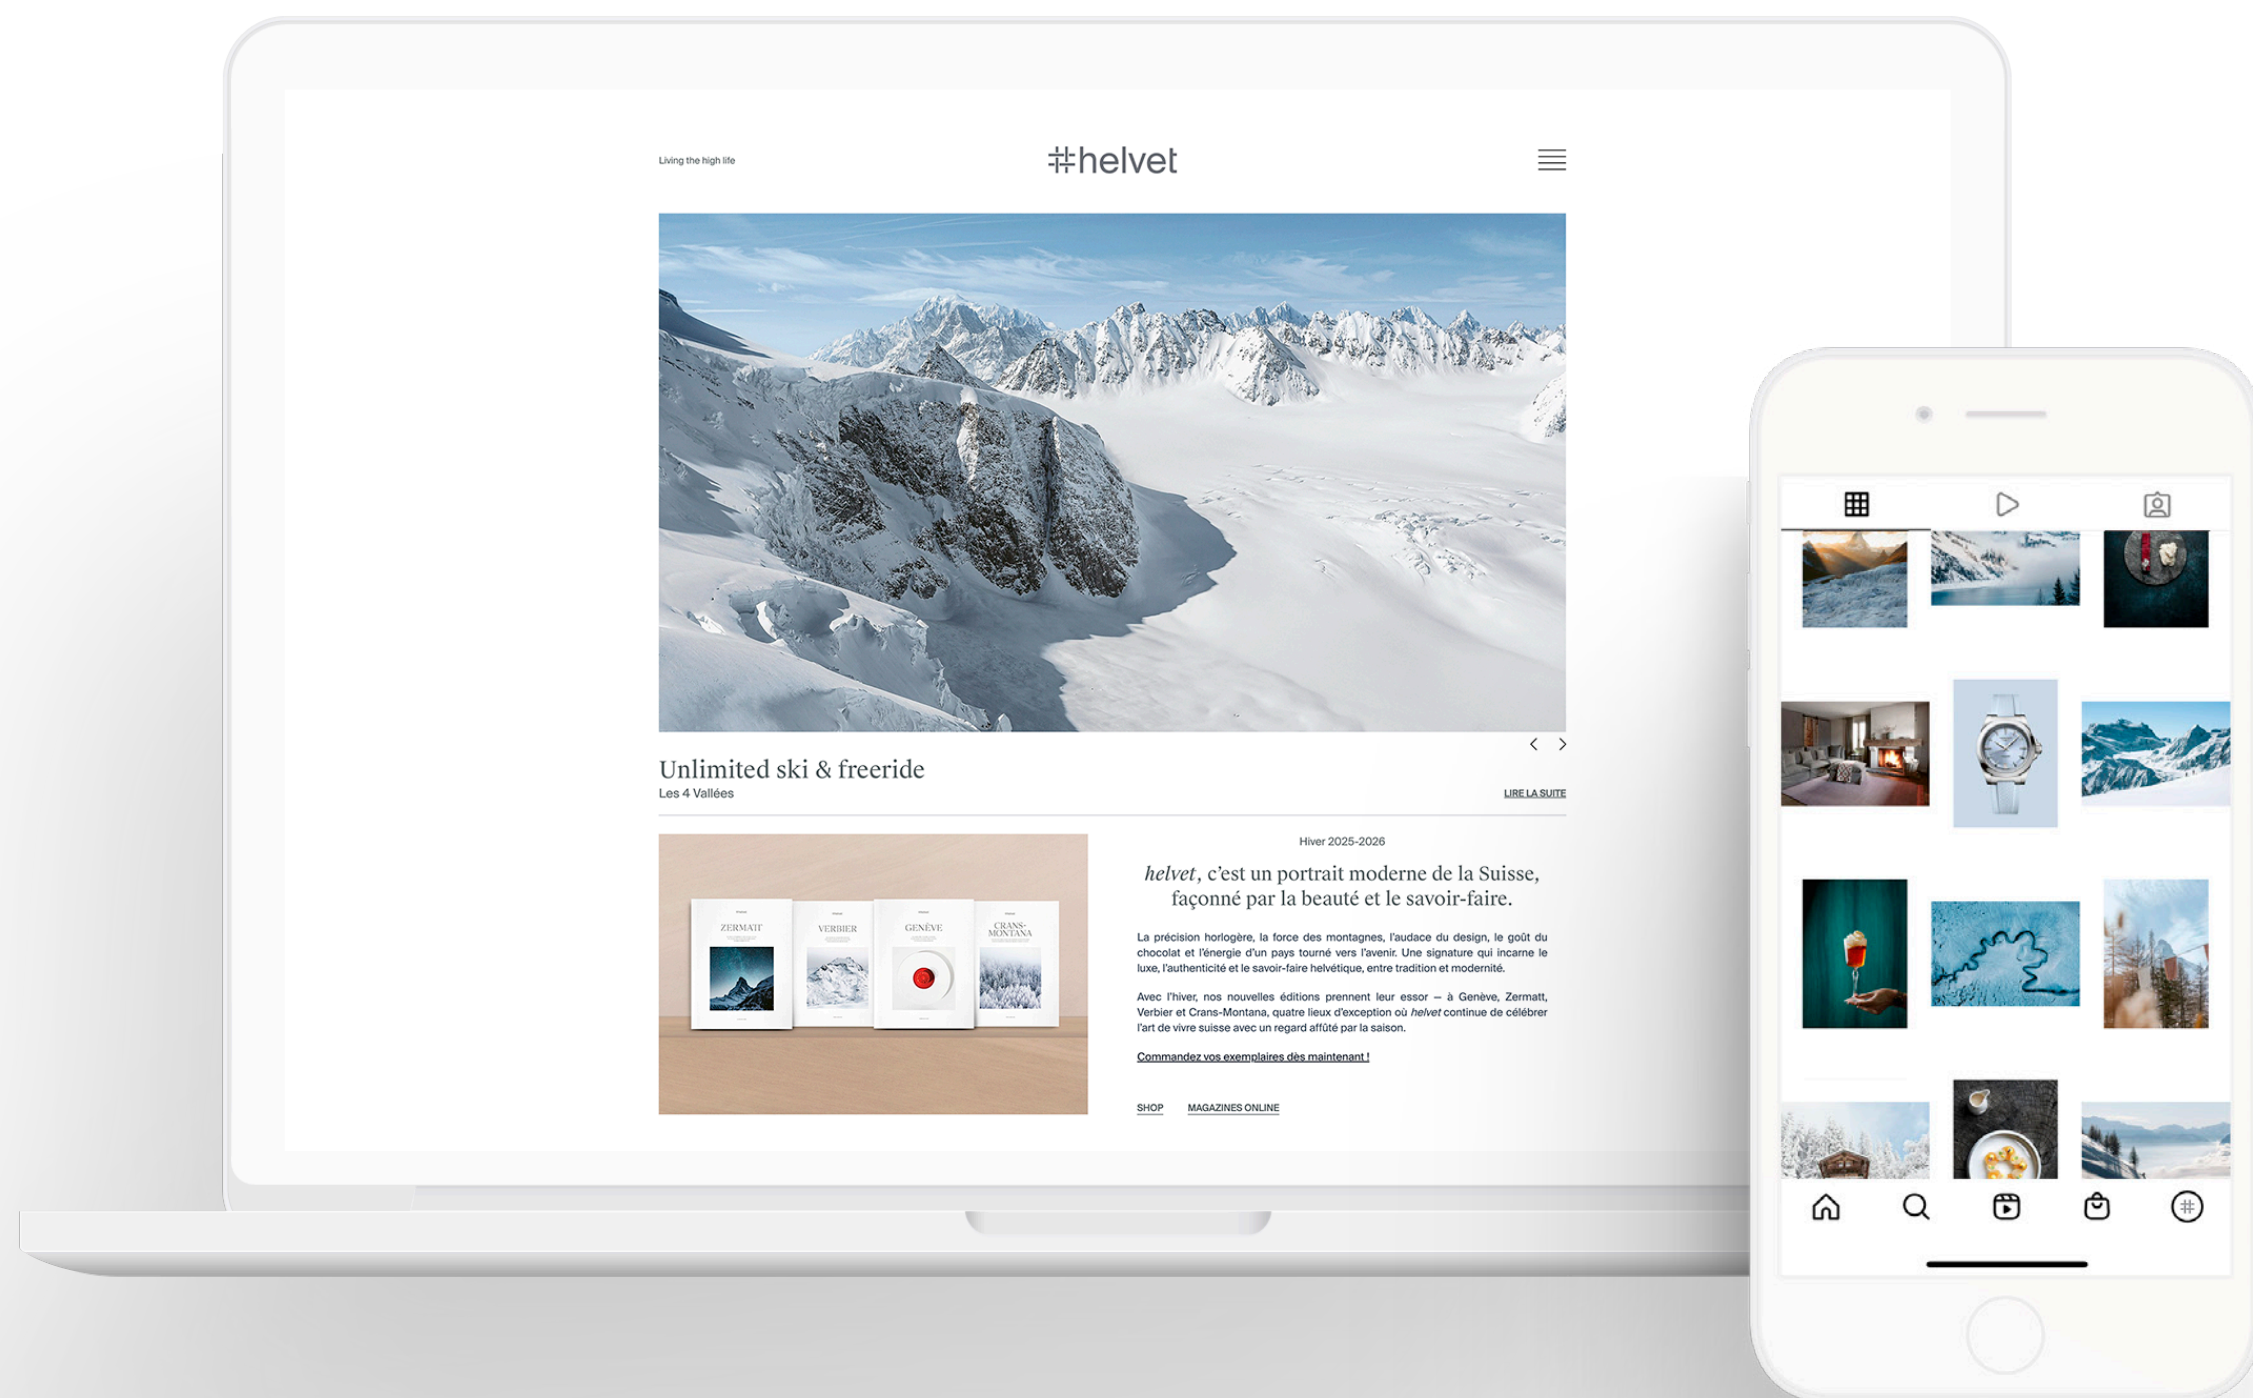 Living the high life
#helvet
Unlimited ski & freeride
Les 4 Vallées
LIRE LA SUITE
ZERMATT
VERBIER
GENÈVE
CRANS-
MONTANA
Hiver 2025-2026
helvet, c’est un portrait moderne de la Suisse,
façonné par la beauté et le savoir-faire.
La précision horlogère, la force des montagnes, l’audace du design, le goût du
chocolat et l’énergie d’un pays tourné vers l’avenir. Une signature qui incarne le
luxe, l’authenticité et le savoir-faire helvétique, entre tradition et modernité.
Avec l’hiver, nos nouvelles éditions prennent leur essor — à Genève, Zermatt,
Verbier et Crans-Montana, quatre lieux d’exception où helvet continue de célébrer
l’art de vivre suisse avec un regard affûté par la saison.
Commandez vos exemplaires dès maintenant !
SHOP
MAGAZINES ONLINE
#